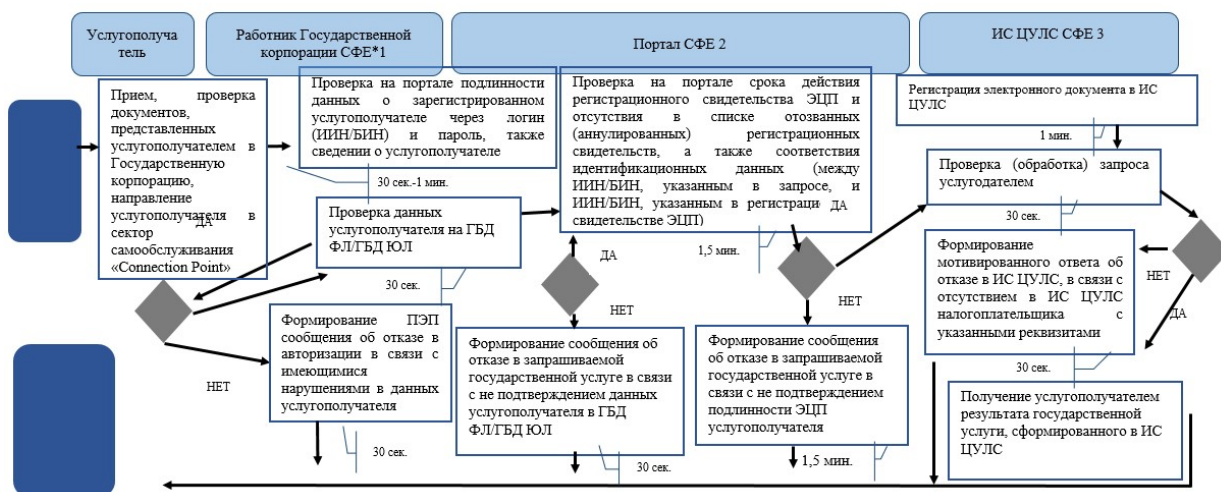 Услугополуча
тель
Работник Государственной
корпорации СФЕ*1
Портал СФЕ 2
ИС ЦУЛС СФЕ 3
Прием, проверка
документов,
представленных
услугополучателем в
Государственную
корпорацию,
направление
услугополучателя в
сектор
самообслуживания
«Connection Point»
ДА
Проверка на портале подлинности
данных о зарегистрированном
услугополучателе через логин
(ИИН/БИН) и пароль, также
сведении о услугополучателе
30 сек.-1 мин.
Проверка данных
услугополучателя на ГБД
ФЛ/ГБД ЮЛ
30 сек.
Формирование ПЭП
сообщения об отказе в
авторизации в связи с
имеющимися
нарушениями в данных
услугополучателя
НЕТ
30 сек.
Проверка на портале срока действия
регистрационного свидетельства ЭЦП и
отсутствия в списке отозванных
(аннулированных) регистрационных
свидетельств, а также соответствия
идентификационных данных (между
ИИН/БИН, указанным в запросе, и
ИИН/БИН, указанным в регистраци
свидетельстве ЭЦП)
ДА
1,5 мин.
ДА
НЕТ
Формирование сообщения об
отказе в запрашиваемой
государственной услуге в связи
с не подтверждением данных
услугополучателя в ГБД
ФЛ/ГБД ЮЛ
30 сек.
НЕТ
Формирование сообщения об
отказе в запрашиваемой
государственной услуге в
связи с не подтверждением
подлинности ЭЦП
услугополучателя
1,5 мин.
Регистрация электронного документа в ИС
ЦУЛС
1 мин.
Проверка (обработка) запроса
услугодателем
30 сек.
Формирование
мотивированного ответа об
отказе в ИС ЦУЛС, в связи с
отсутствием в ИС ЦУЛС
налогоплательщика с
указанными реквизитами
НЕТ
ДА
30 сек.
Получение услугополучателем
результата государственной
услуги, сформированного в ИС
ЦУЛС